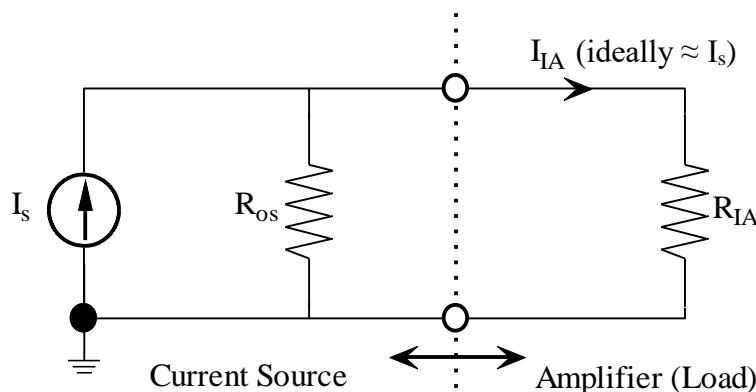 I_IA (ideally ≈ I_s)
I_s
R_os
R_IA
Current Source
Amplifier (Load)